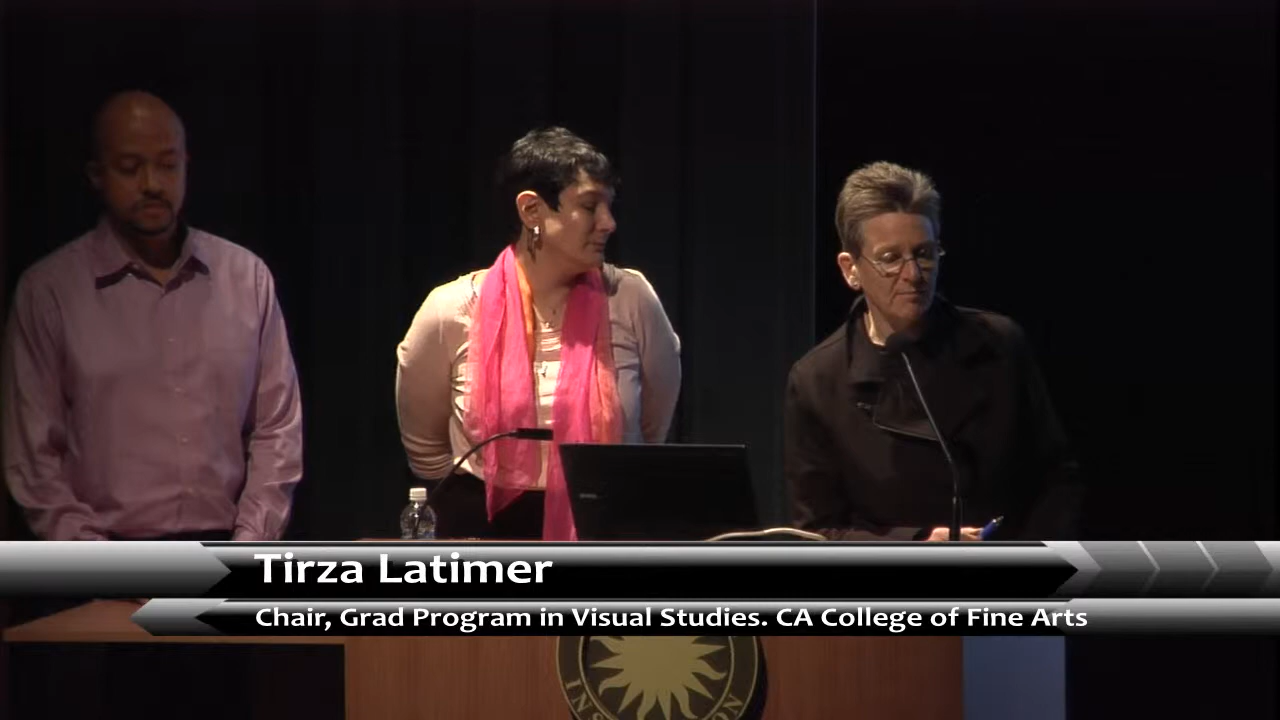 Tirza Latimer
Chair, Grad Program in Visual Studies. CA College of Fine Arts